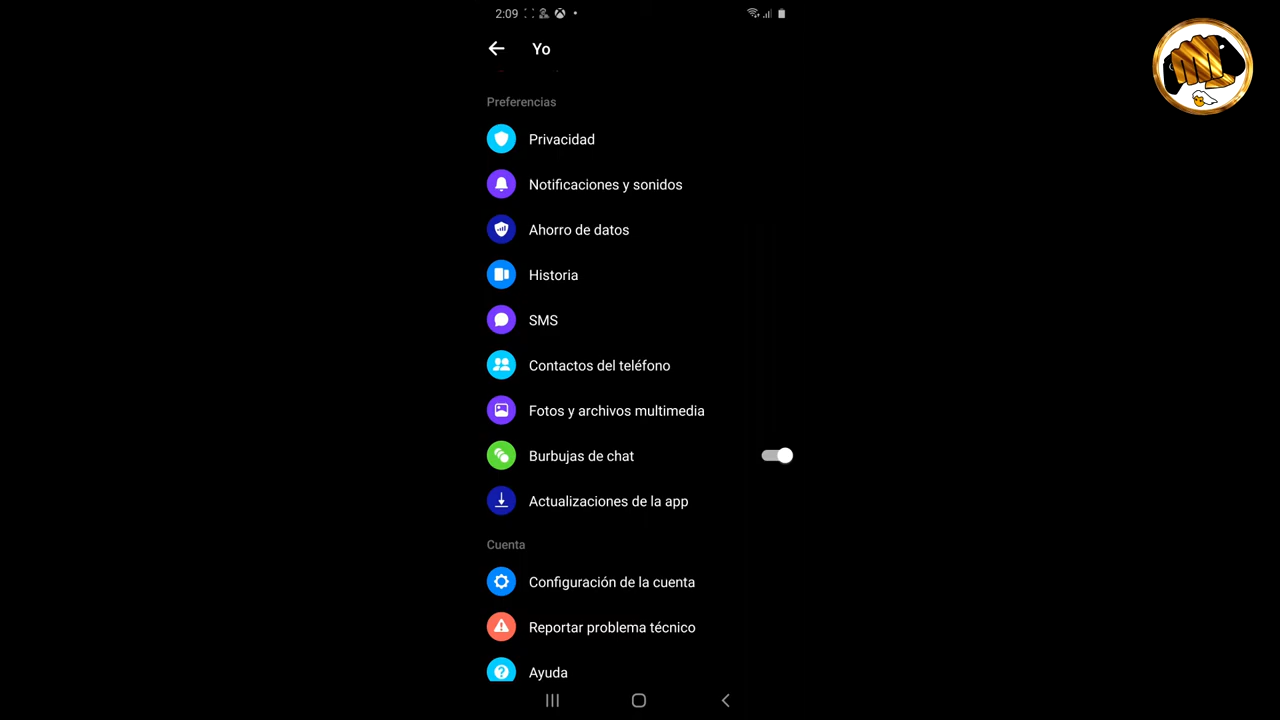 2:09
Yo
Preferencias
Privacidad
Notificaciones y sonidos
Ahorro de datos
Historia
SMS
Contactos del teléfono
Fotos y archivos multimedia
Burbujas de chat
Actualizaciones de la app
Cuenta
Configuración de la cuenta
Reportar problema técnico
Ayuda